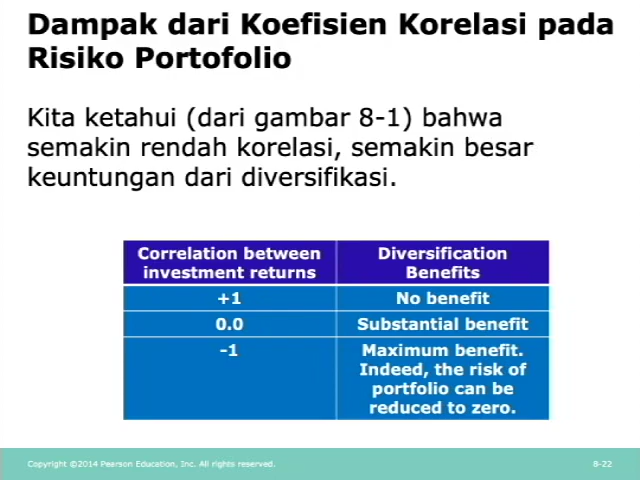 Dampak dari Koefisien Korelasi pada
Risiko Portofolio
Kita ketahui (dari gambar 8-1) bahwa
semakin rendah korelasi, semakin besar
keuntungan dari diversifikasi.
Correlation between
investment returns
Diversification
Benefits
+1
No benefit
0.0
Substantial benefit
-1
Maximum benefit.
Indeed, the risk of
portfolio can be
reduced to zero.
Copyright ©2014 Pearson Education, Inc. All rights reserved.
8-22